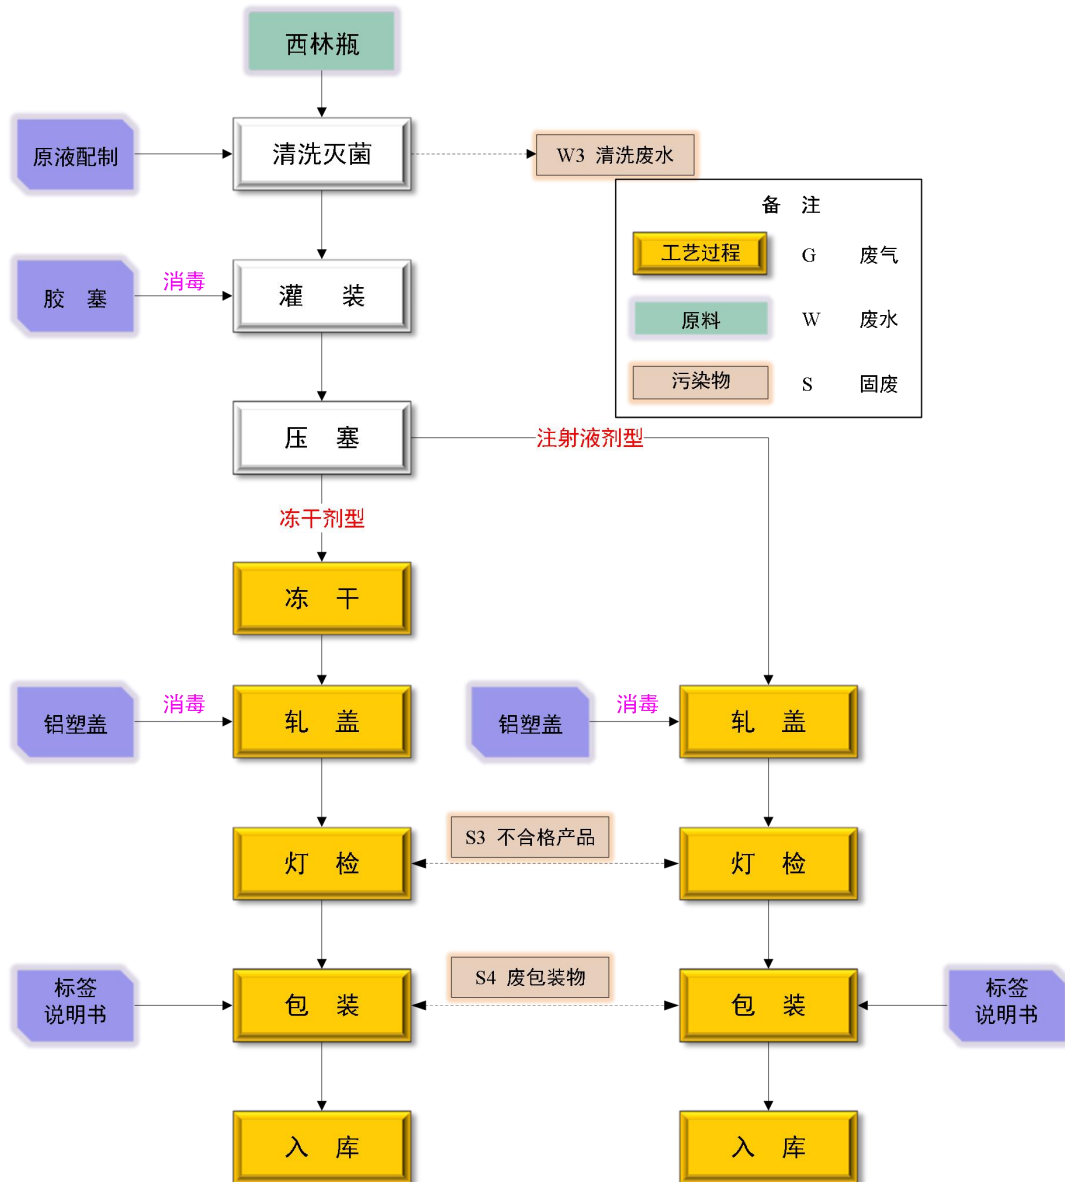 西林瓶
原液配制
清洗灭菌
W3 清洗废水
备 注
工艺过程 G 废气
原料 W 废水
污染物 S 固废
胶 塞
消毒
灌 装
压 塞
注射液剂型
冻干剂型
冻 干
铝塑盖
消毒
轧 盖
铝塑盖
消毒
轧 盖
灯 检
S3 不合格产品
灯 检
标签
说明书
包 装
S4 废包装物
包 装
标签
说明书
入 库
入 库